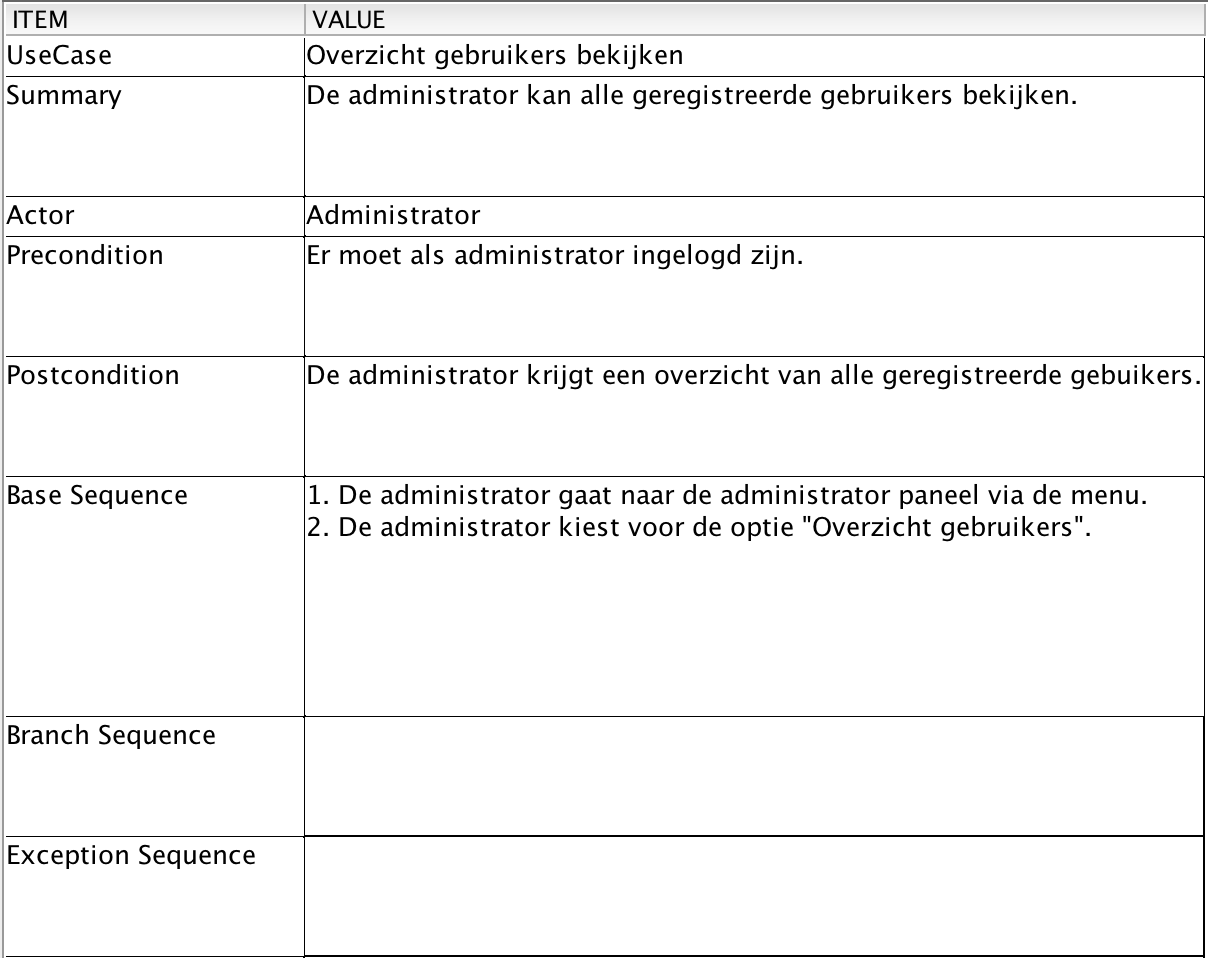 ITEM VALUE
UseCase Overzicht gebruikers bekijken
Summary De administrator kan alle geregistreerde gebruikers bekijken.
Actor Administrator
Precondition Er moet als administrator ingelogd zijn.
Postcondition De administrator krijgt een overzicht van alle geregistreerde gebuikers.
Base Sequence 1. De administrator gaat naar de administrator paneel via de menu.
2. De administrator kiest voor de optie "Overzicht gebruikers".
Branch Sequence
Exception Sequence